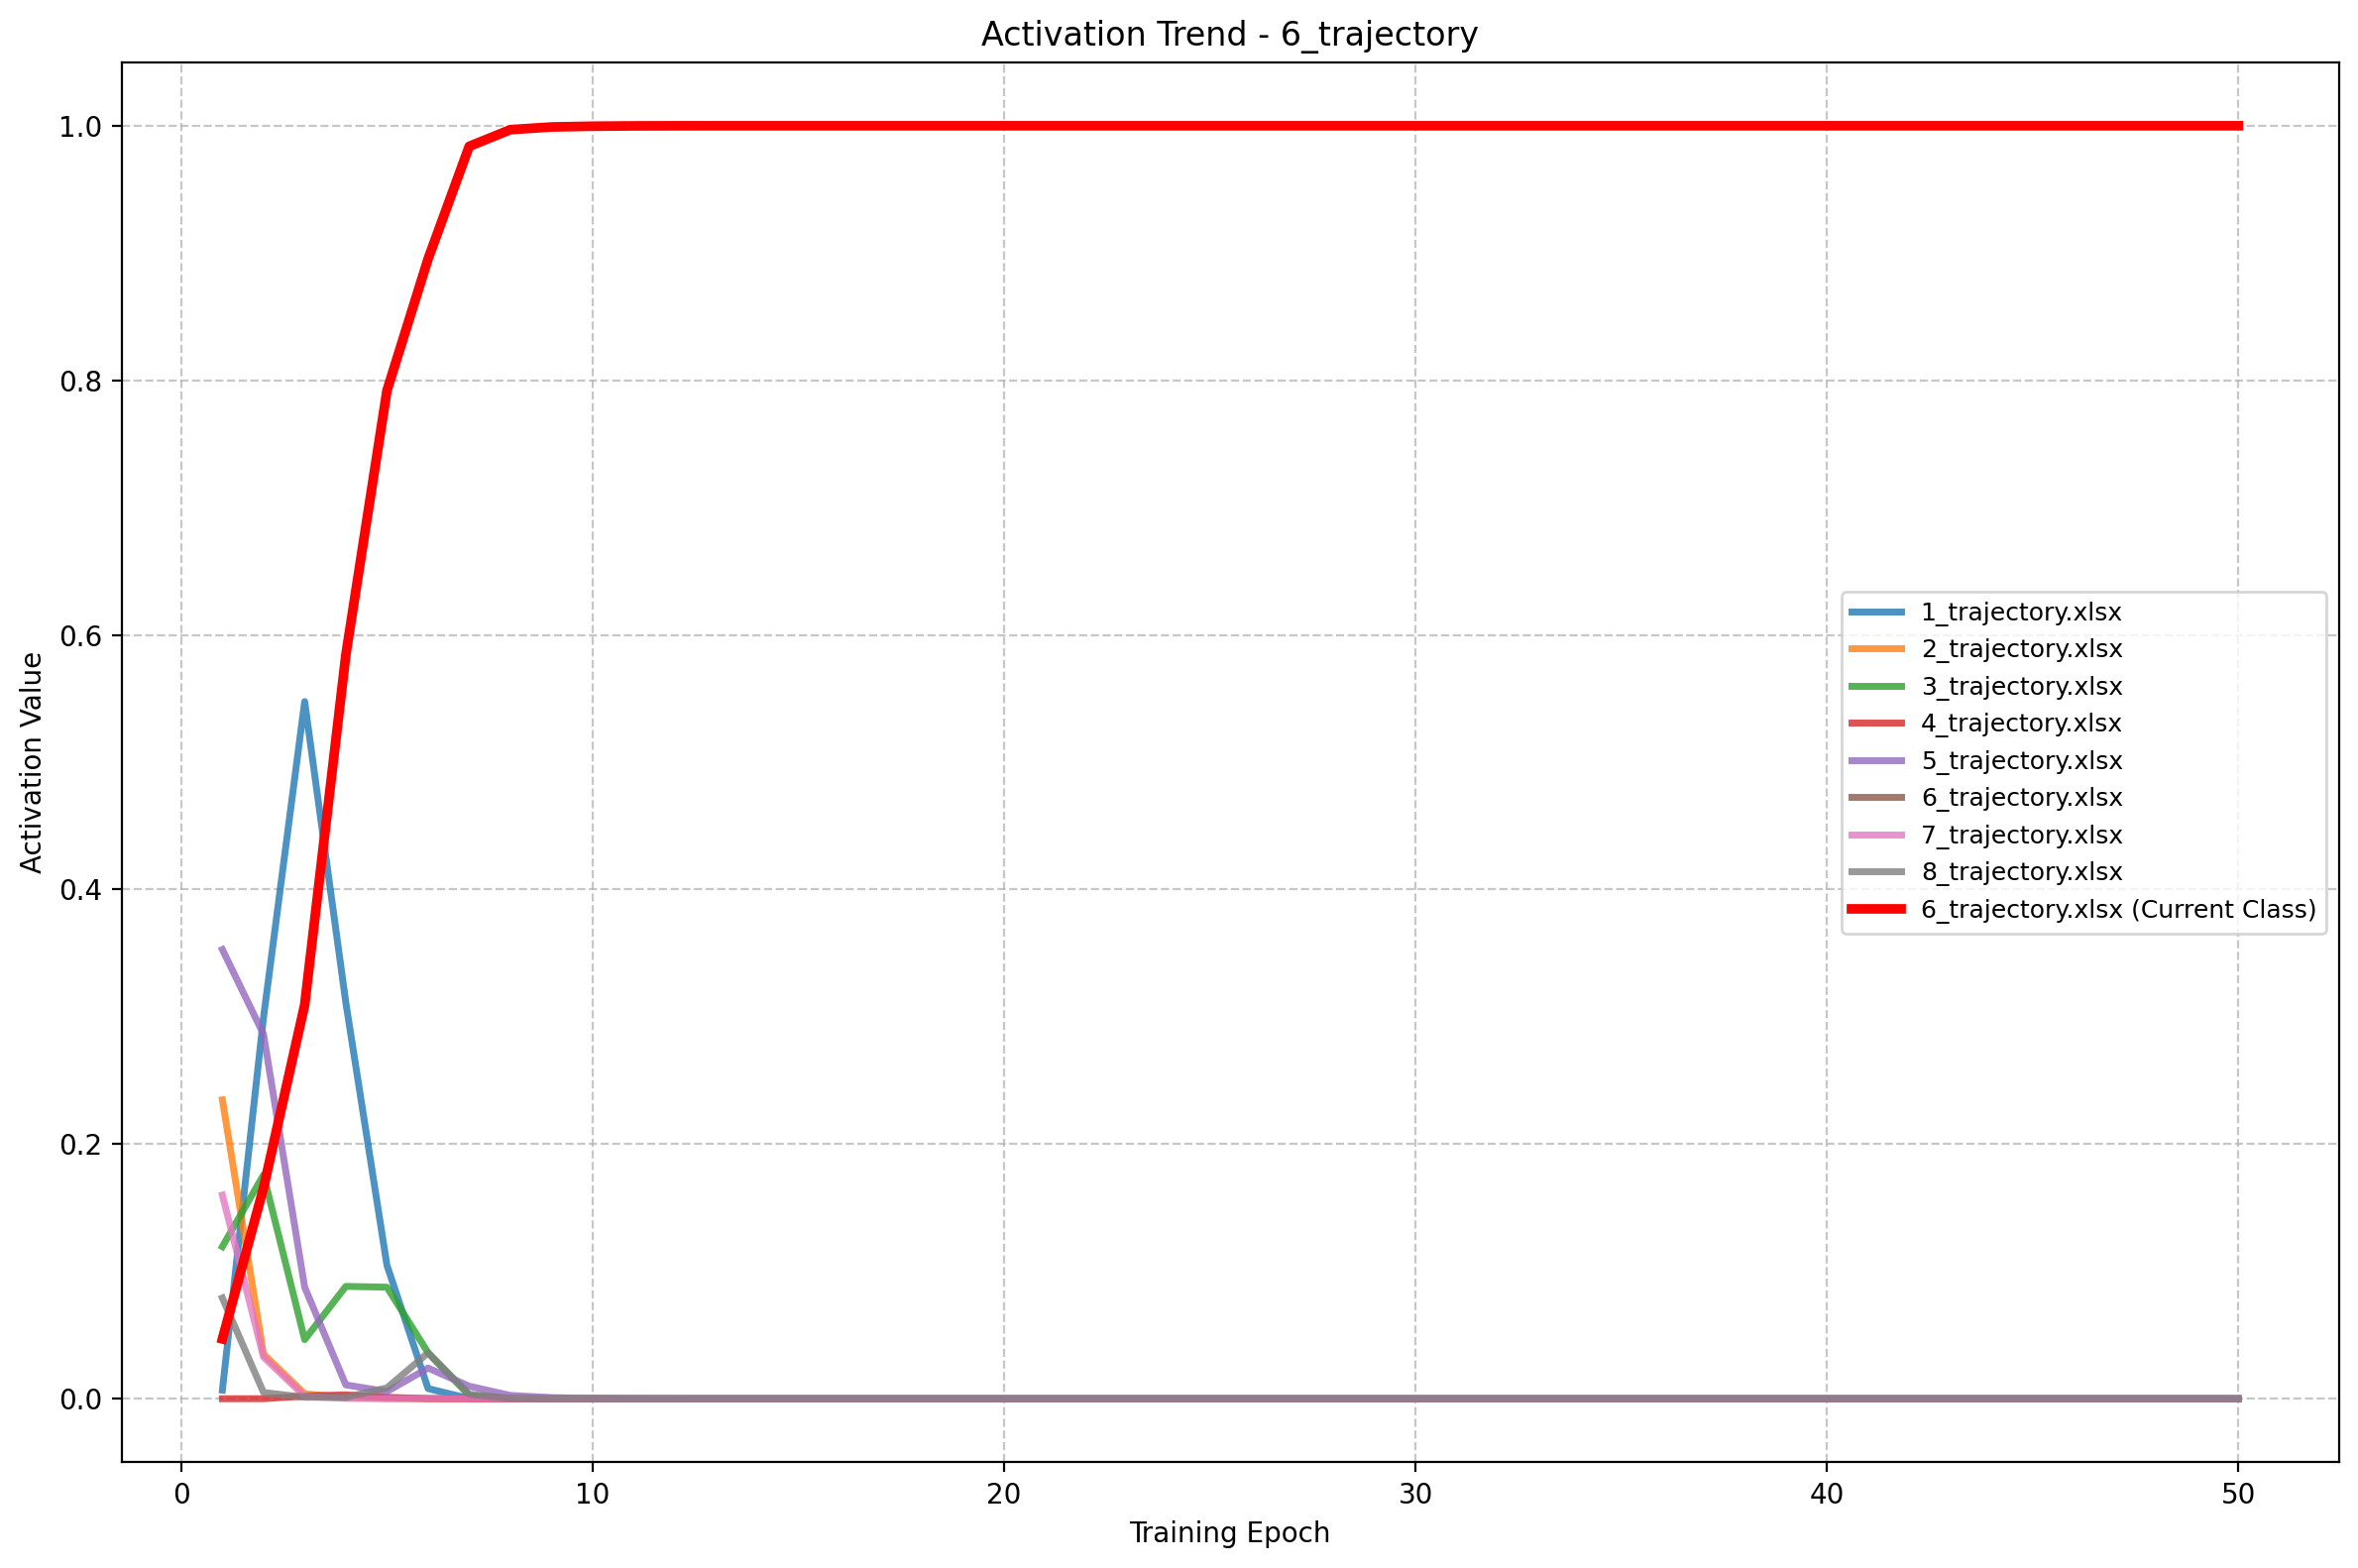 Activation Trend - 6_trajectory
Activation Value
1.0
0.8
0.6
0.4
0.2
0.0
1_trajectory.xlsx
2_trajectory.xlsx
3_trajectory.xlsx
4_trajectory.xlsx
5_trajectory.xlsx
6_trajectory.xlsx
7_trajectory.xlsx
8_trajectory.xlsx
6_trajectory.xlsx (Current Class)
0 10 20 30 40 50
Training Epoch